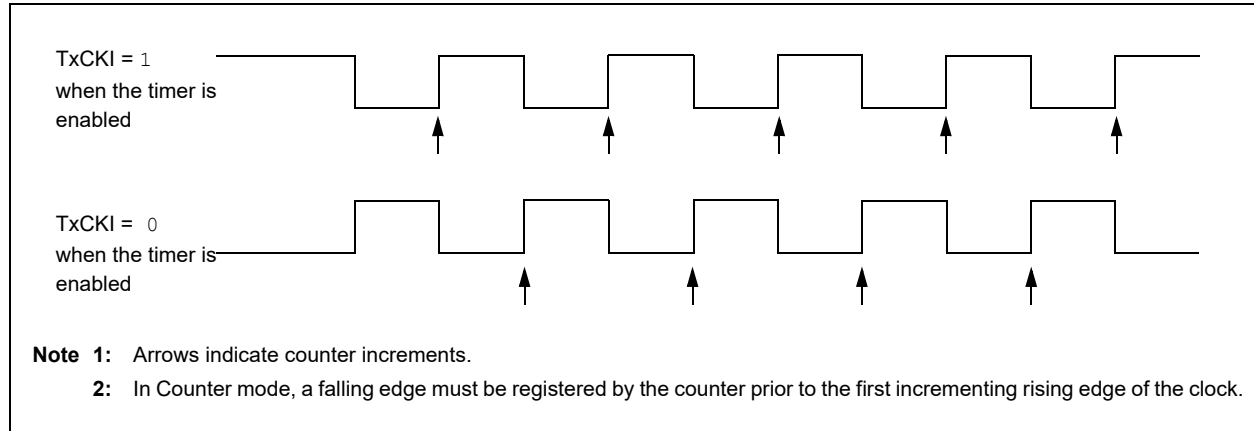 TxCKI = 1
when the timer is
enabled
TxCKI = 0
when the timer is
enabled
Note 1: Arrows indicate counter increments.
2: In Counter mode, a falling edge must be registered by the counter prior to the first incrementing rising edge of the clock.